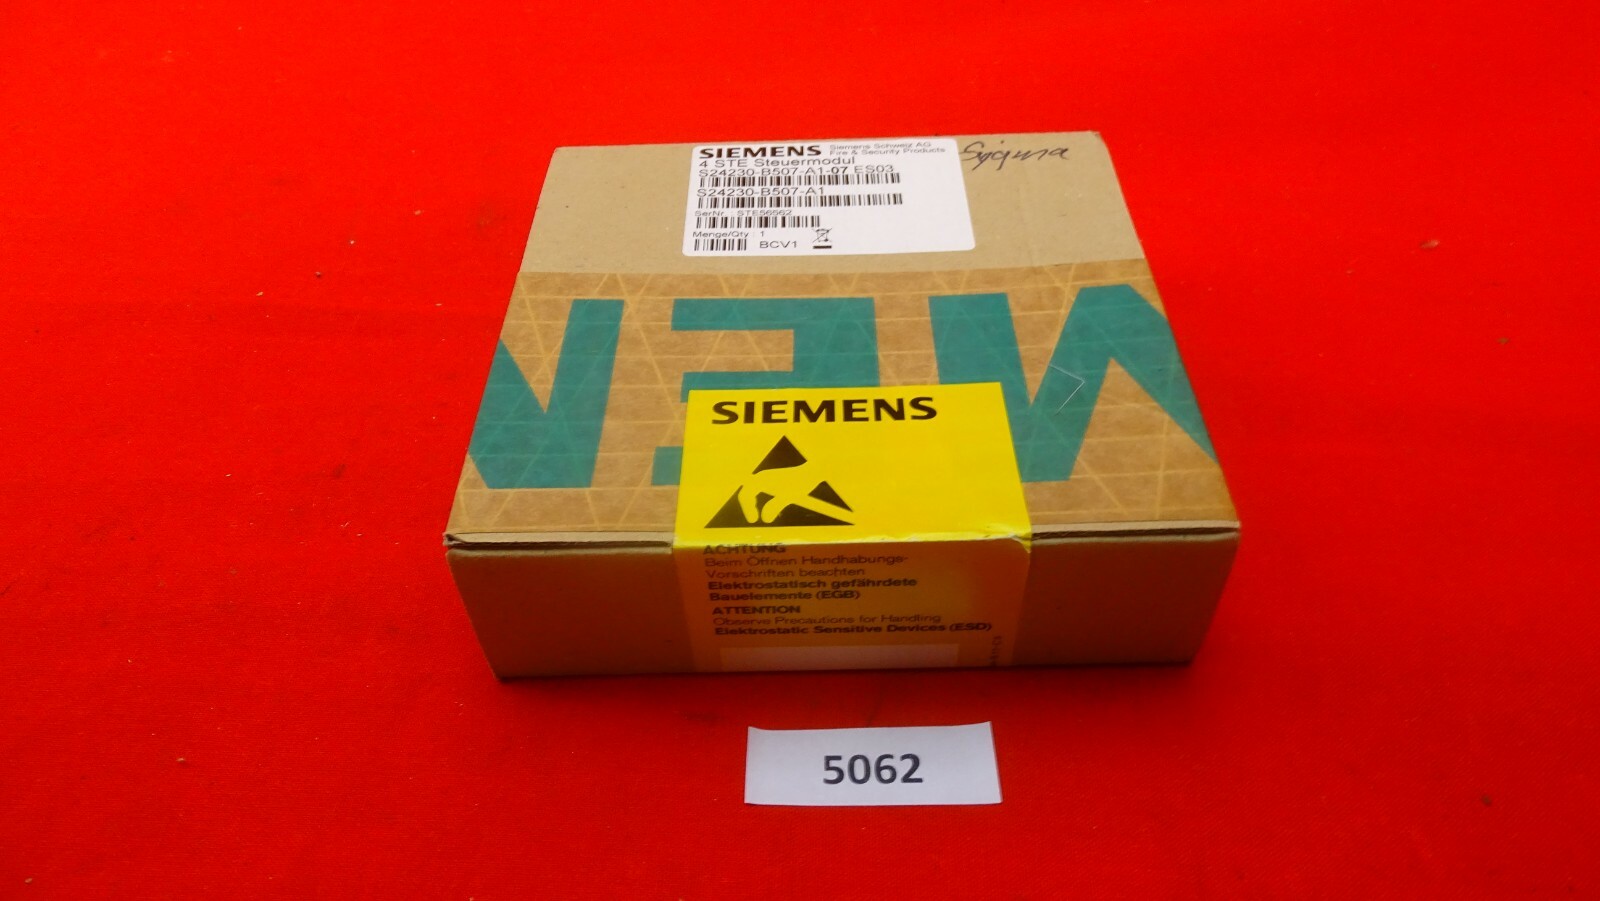 SIEMENS Siemens Schweiz AG
Fire & Security Products
4 STE Steuermodul
S24230-B507-A1-07 ES03
S24230-B507-A1
SerNr.: STE56562
Menge/Qty : 1
BCV1
Sigma
SIEMENS
ACHTUNG
Beim Öffnen Handhabungs-
Vorschriften beachten
Elektrostatisch gefährdete
Bauelemente (EGB)
ATTENTION
Observe Precautions for Handling
Elektrostatic Sensitive Devices (ESD)
5062